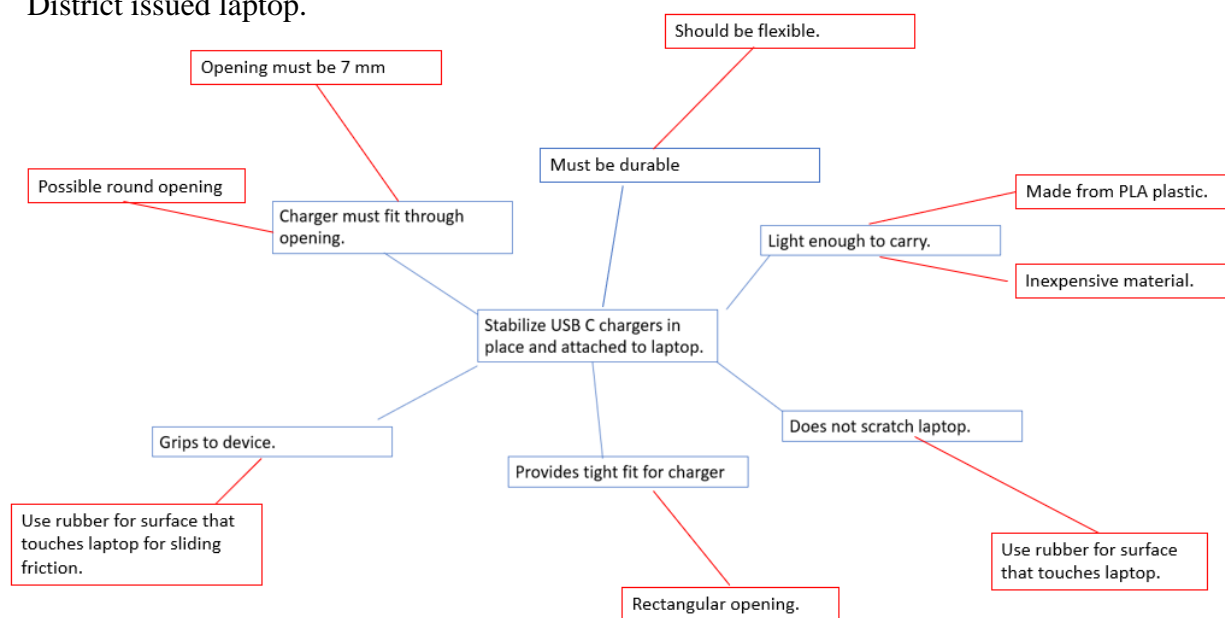 District issued laptop.
Should be flexible.
Opening must be 7 mm
Must be durable
Possible round opening
Made from PLA plastic.
Charger must fit through
opening.
Light enough to carry.
Inexpensive material.
Stabilize USB C chargers in
place and attached to laptop.
Does not scratch laptop.
Grips to device.
Provides tight fit for charger
Use rubber for surface that
touches laptop for sliding
friction.
Use rubber for surface
that touches laptop.
Rectangular opening.